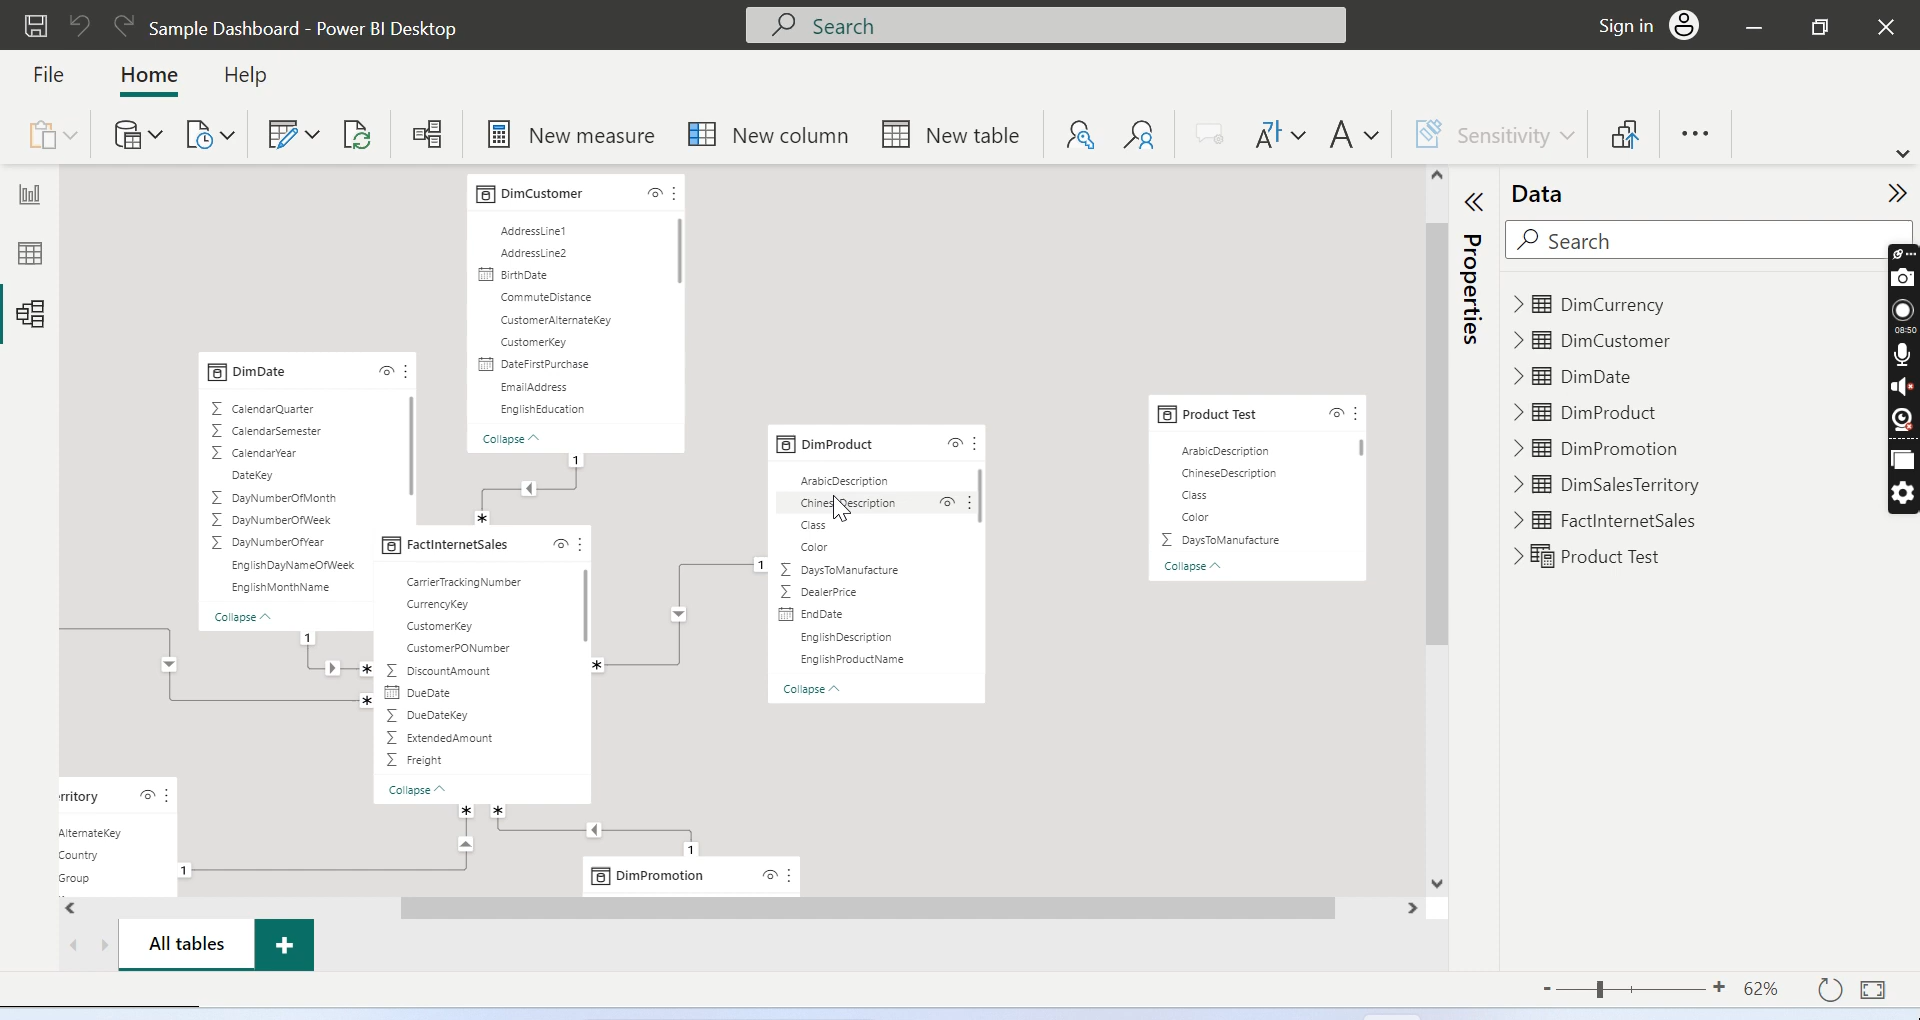 Sample Dashboard - Power BI Desktop
Search
Sign in
File
Home
Help
New measure
New column
New table
Sensitivity
DimCustomer
AddressLine1
AddressLine2
BirthDate
CommuteDistance
CustomerAlternateKey
CustomerKey
DateFirstPurchase
EmailAddress
EnglishEducation
Collapse
1
*
DimDate
CalendarQuarter
CalendarSemester
CalendarYear
DateKey
DayNumberOfMonth
DayNumberOfWeek
DayNumberOfYear
EnglishDayNameOfWeek
EnglishMonthName
Collapse
1
*
*
FactInternetSales
CarrierTrackingNumber
CurrencyKey
CustomerKey
CustomerPONumber
DiscountAmount
DueDate
DueDateKey
ExtendedAmount
Freight
Collapse
*
*
*
1
DimProduct
ArabicDescription
ChineseDescription
Class
Color
DaysToManufacture
DealerPrice
EndDate
EnglishDescription
EnglishProductName
Collapse
Product Test
ArabicDescription
ChineseDescription
Class
Color
DaysToManufacture
Collapse
rritory
AlternateKey
Country
Group
1
1
DimPromotion
Properties
Data
Search
DimCurrency
DimCustomer
DimDate
DimProduct
DimPromotion
DimSalesTerritory
FactInternetSales
Product Test
08:50
All tables
+
- + 62%